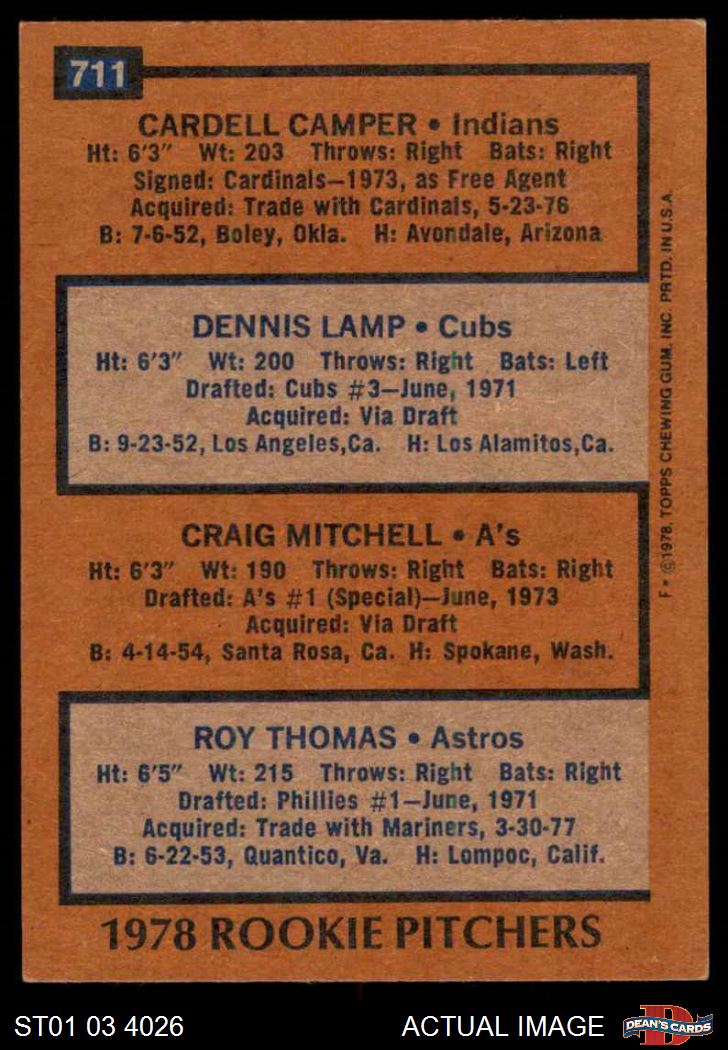 711
CARDELL CAMPER • Indians
Ht: 6'3" Wt: 203 Throws: Right Bats: Right
Signed: Cardinals—1973, as Free Agent
Acquired: Trade with Cardinals, 5-23-76
B: 7-6-52, Boley, Okla. H: Avondale, Arizona
DENNIS LAMP • Cubs
Ht: 6'3" Wt: 200 Throws: Right Bats: Left
Drafted: Cubs #3—June, 1971
Acquired: Via Draft
B: 9-23-52, Los Angeles,Ca. H: Los Alamitos,Ca.
CRAIG MITCHELL • A's
Ht: 6'3" Wt: 190 Throws: Right Bats: Right
Drafted: A's #1 (Special)—June, 1973
Acquired: Via Draft
B: 4-14-54, Santa Rosa, Ca. H: Spokane, Wash.
ROY THOMAS • Astros
Ht: 6'5" Wt: 215 Throws: Right Bats: Right
Drafted: Phillies #1—June, 1971
Acquired: Trade with Mariners, 3-30-77
B: 6-22-53, Quantico, Va. H: Lompoc, Calif.
1978 ROOKIE PITCHERS
F* ©1978, TOPPS CHEWING GUM, INC. PRTD. IN U.S.A.
ST01 03 4026
ACTUAL IMAGE
D
DEAN'S CARDS